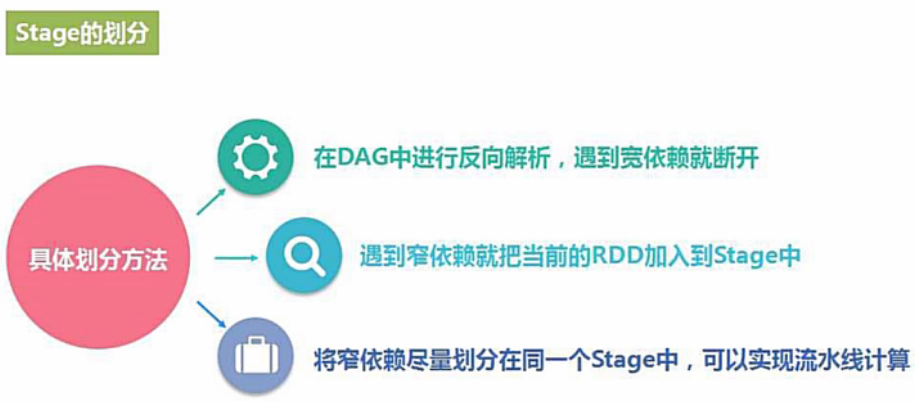 Stage的划分
在DAG中进行反向解析，遇到宽依赖就断开
具体划分方法
遇到窄依赖就把当前的RDD加入到Stage中
将窄依赖尽量划分在同一个Stage中，可以实现流水线计算